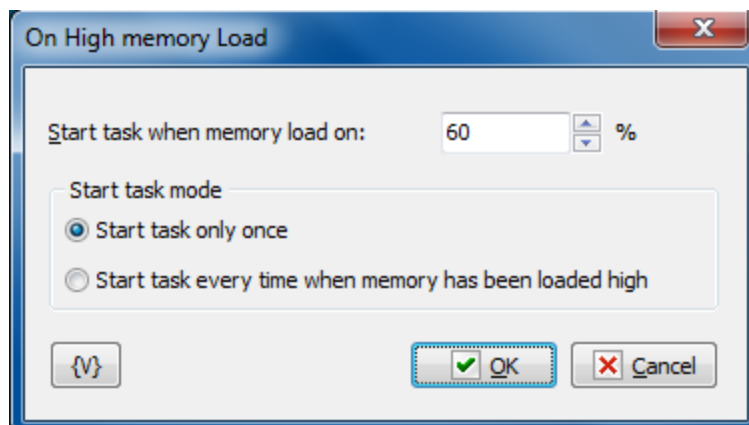 On High memory Load
Start task when memory load on: 60 %
Start task mode
Start task only once
Start task every time when memory has been loaded high
{V} OK Cancel